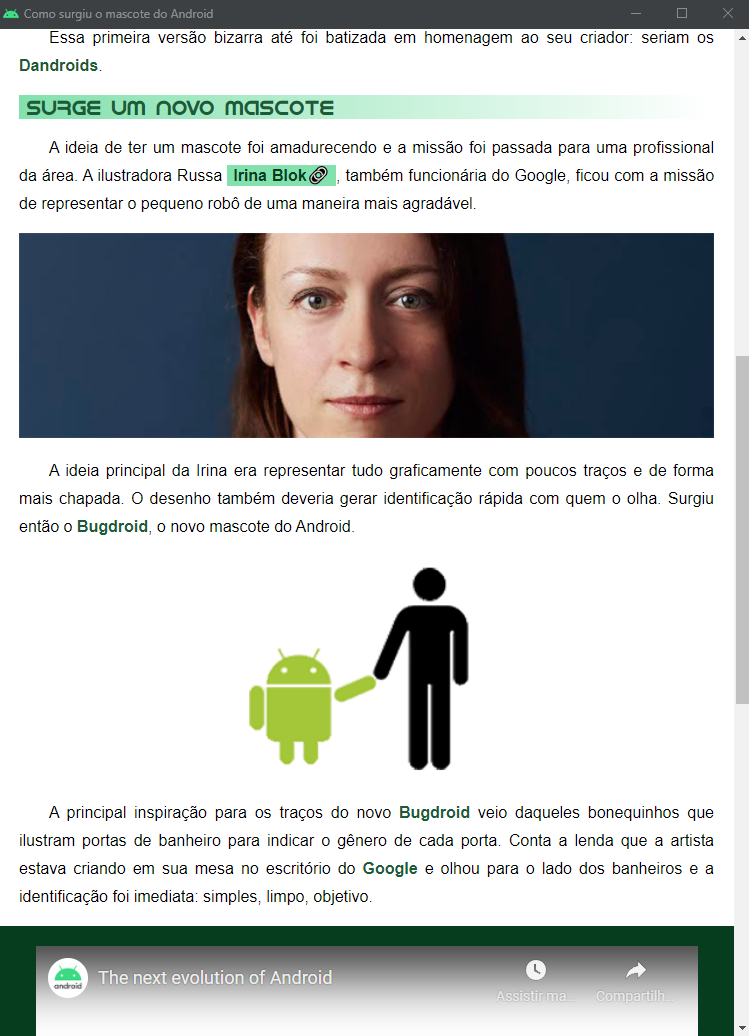 Como surgiu o mascote do Android
Essa primeira versão bizarra até foi batizada em homenagem ao seu criador: seriam os
Dandroids.
SURGE UM NOVO MASCOTE
A ideia de ter um mascote foi amadurecendo e a missão foi passada para uma profissional
da área. A ilustradora Russa Irina Blok, também funcionária do Google, ficou com a missão
de representar o pequeno robô de uma maneira mais agradável.
A ideia principal da Irina era representar tudo graficamente com poucos traços e de forma
mais chapada. O desenho também deveria gerar identificação rápida com quem o olha. Surgiu
então o Bugdroid, o novo mascote do Android.
A principal inspiração para os traços do novo Bugdroid veio daqueles bonequinhos que
ilustram portas de banheiro para indicar o gênero de cada porta. Conta a lenda que a artista
estava criando em sua mesa no escritório do Google e olhou para o lado dos banheiros e a
identificação foi imediata: simples, limpo, objetivo.
android
The next evolution of Android
Assistir ma...
Compartilh...